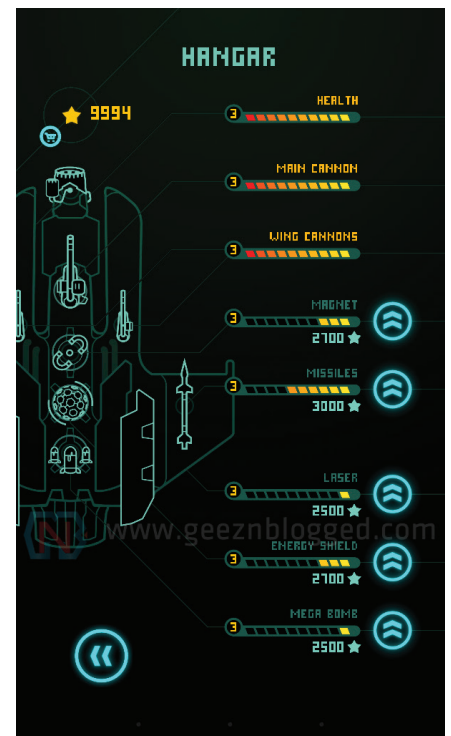 HANGAR
9994
HEALTH
3
MAIN CANNON
3
WING CANNONS
3
MAGNET
3
2700
MISSILES
3
3000
LASER
3
2500
N www.geeznblogged.com
ENERGY SHIELD
3
2700
MEGA BOMB
3
2500